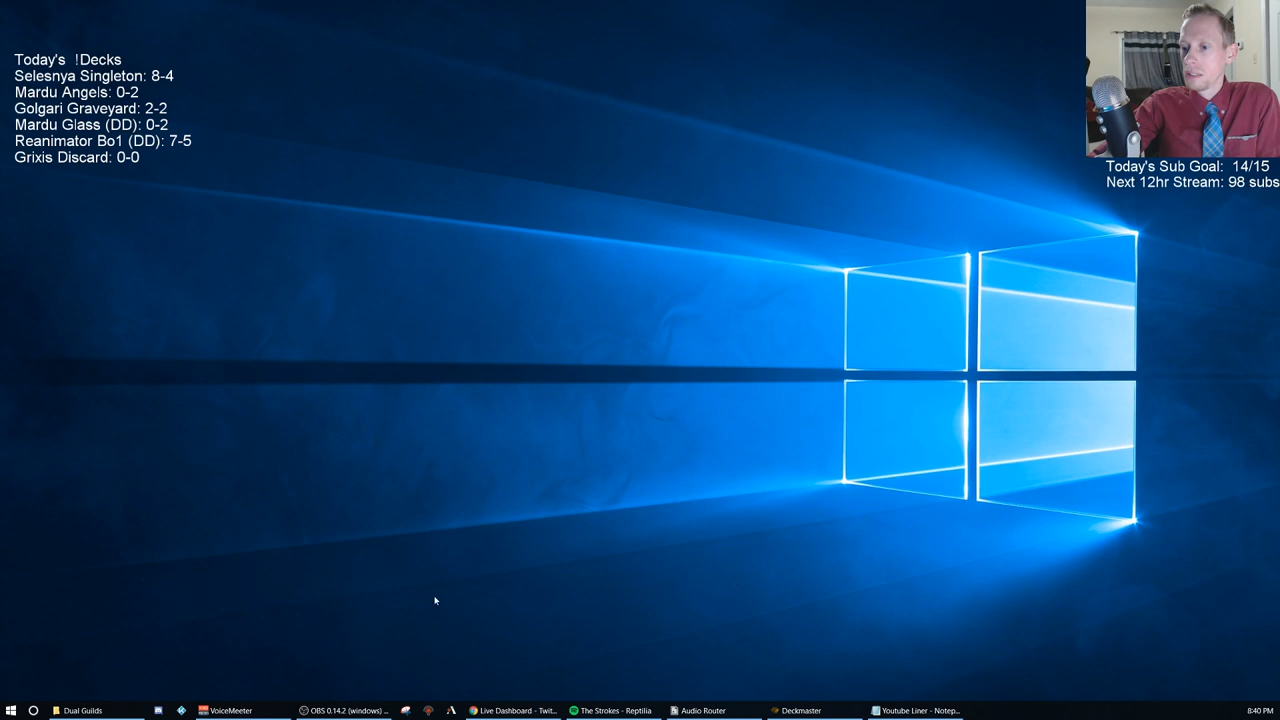 Today's !Decks
Selesnya Singleton: 8-4
Mardu Angels: 0-2
Golgari Graveyard: 2-2
Mardu Glass (DD): 0-2
Reanimator Bo1 (DD): 7-5
Grixis Discard: 0-0
Today's Sub Goal: 14/15
Next 12hr Stream: 98 subs
Dual Guilds
VoiceMeeter
OBS 0.14.2 (windows) ...
Live Dashboard - Twit...
The Strokes - Reptilia
Audio Router
Deckmaster
Youtube Liner - Notep...
8:40 PM